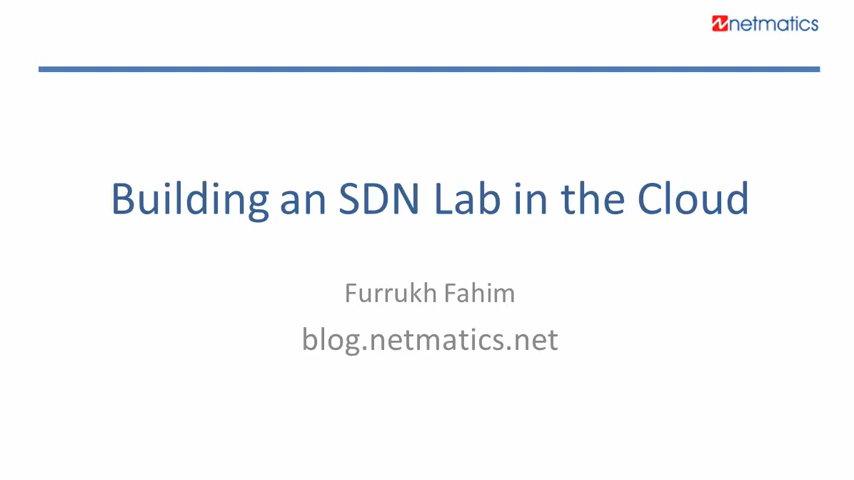 netmatics
Building an SDN Lab in the Cloud
Furrukh Fahim
blog.netmatics.net